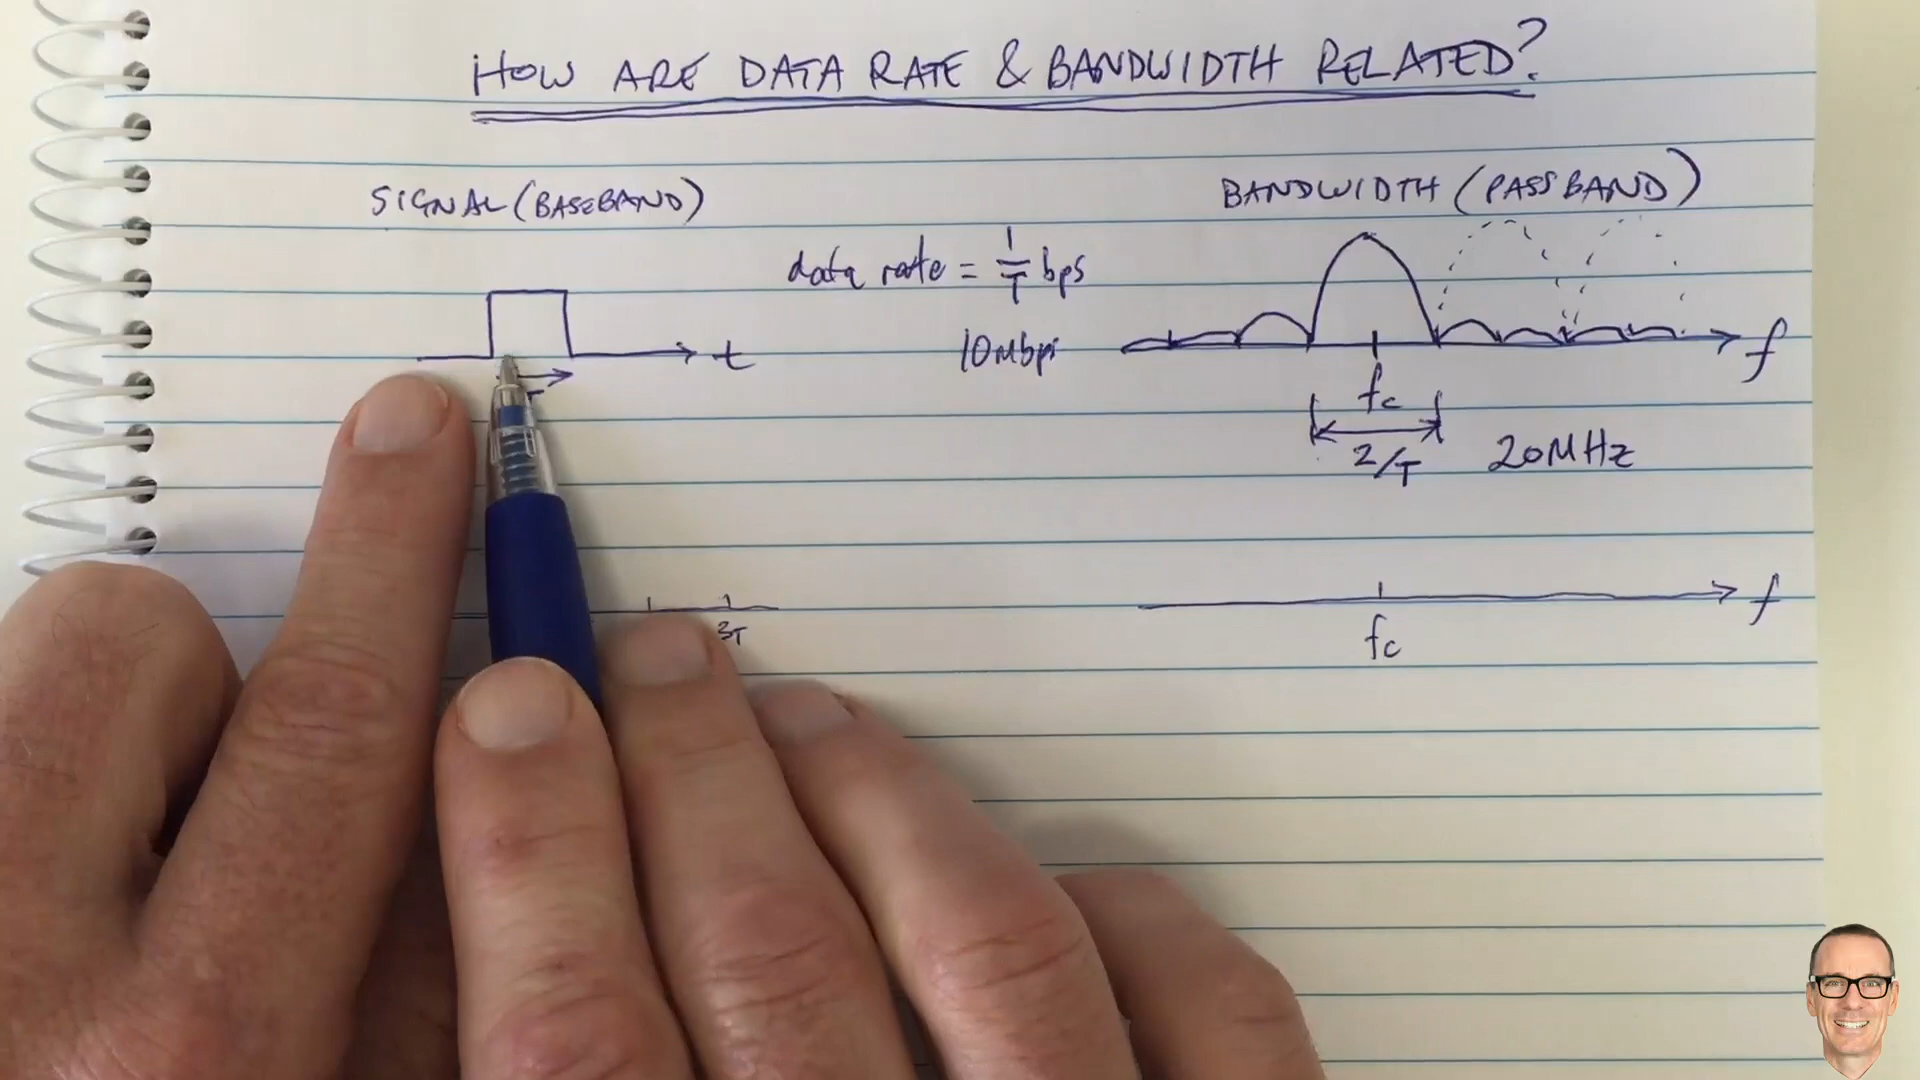 HOW ARE DATA RATE & BANDWIDTH RELATED?
SIGNAL (BASEBAND)
BANDWIDTH (PASSBAND)
data rate = 1/T bps
10Mbps
t
f
fc
2/T
20MHz
3T
f
fc